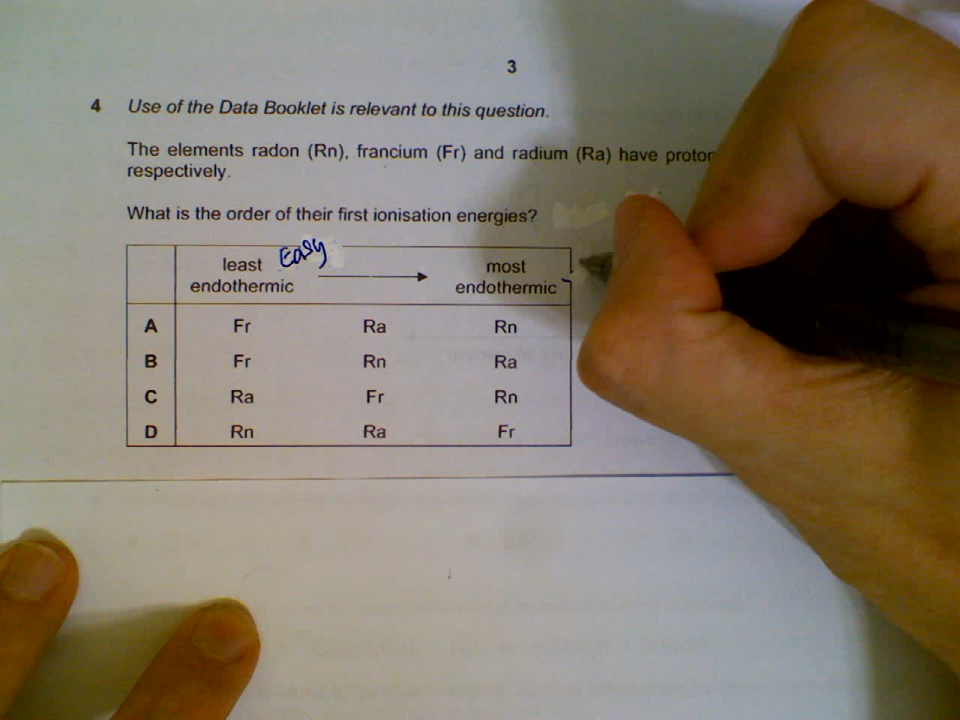 3
4 Use of the Data Booklet is relevant to this question.
The elements radon (Rn), francium (Fr) and radium (Ra) have proton
respectively.
What is the order of their first ionisation energies?
Easy
least most
endothermic endothermic
A Fr Ra Rn
B Fr Rn Ra
C Ra Fr Rn
D Rn Ra Fr